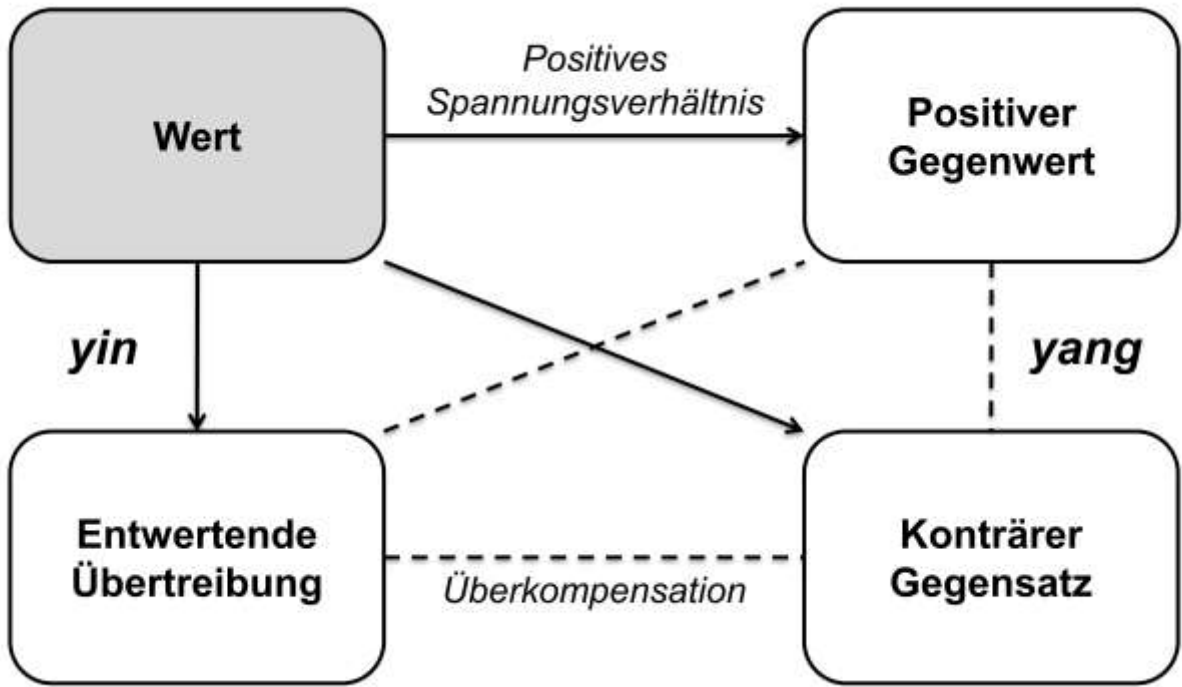 Positives
Spannungsverhältnis
Wert
Positiver
Gegenwert
yin
yang
Entwertende
Übertreibung
Überkompensation
Konträrer
Gegensatz